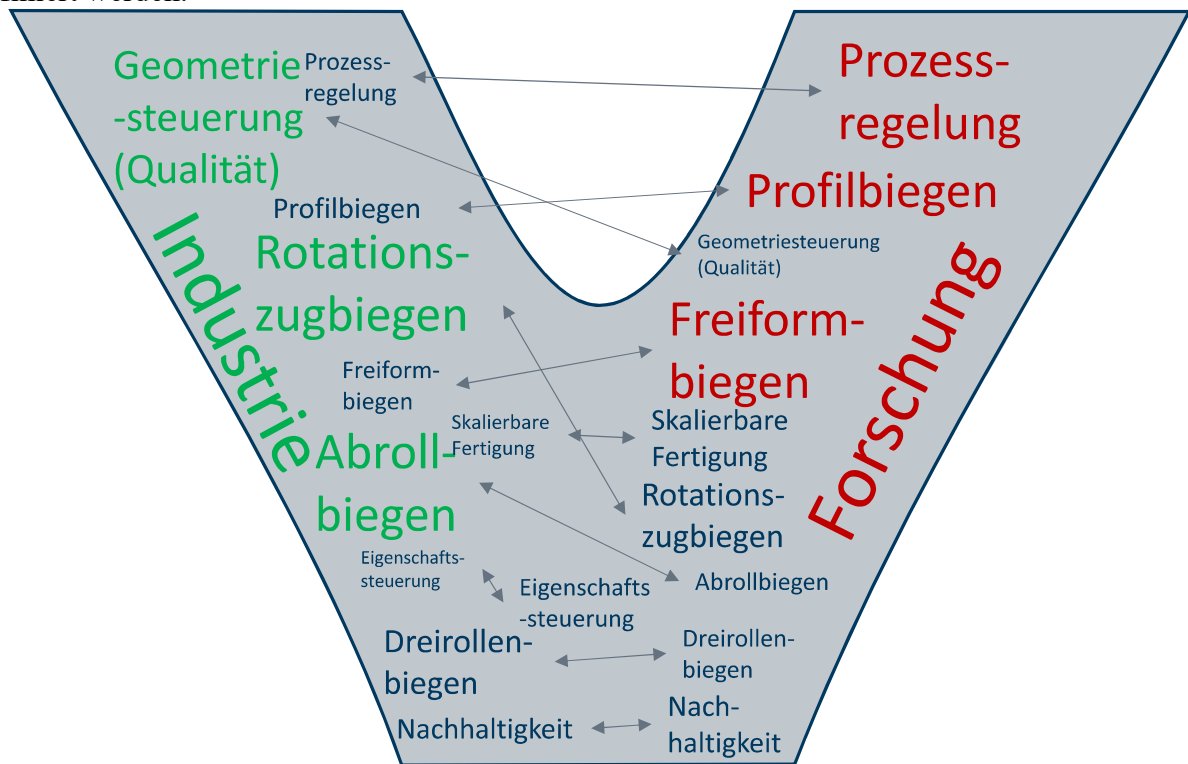 Geometrie
-steuerung
(Qualität)
Prozess-
regelung
Profilbiegen
Industrie
Rotations-
zugbiegen
Freiform-
biegen
Skalierbare
Fertigung
Abroll-
biegen
Eigenschafts-
steuerung
Eigenschafts
-steuerung
Dreirollen-
biegen
Nachhaltigkeit
Prozess-
regelung
Profilbiegen
Geometriesteuerung
(Qualität)
Freiform-
biegen
Forschung
Skalierbare
Fertigung
Rotations-
zugbiegen
Abrollbiegen
Dreirollen-
biegen
Nach-
haltigkeit